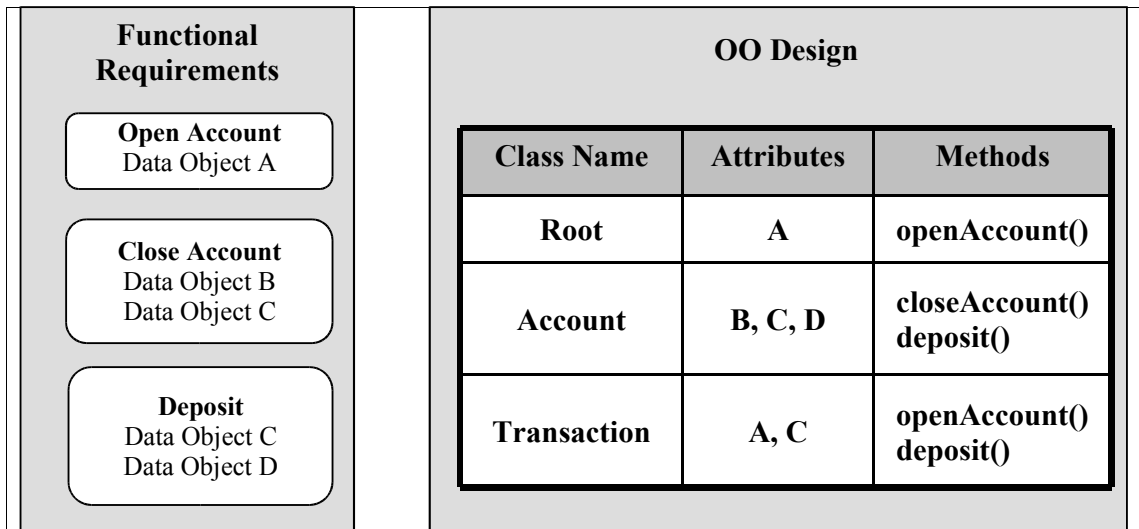 Functional
Requirements
Open Account
Data Object A
Close Account
Data Object B
Data Object C
Deposit
Data Object C
Data Object D
OO Design
Class Name Attributes Methods
Root A openAccount()
Account B, C, D closeAccount()
deposit()
Transaction A, C openAccount()
deposit()